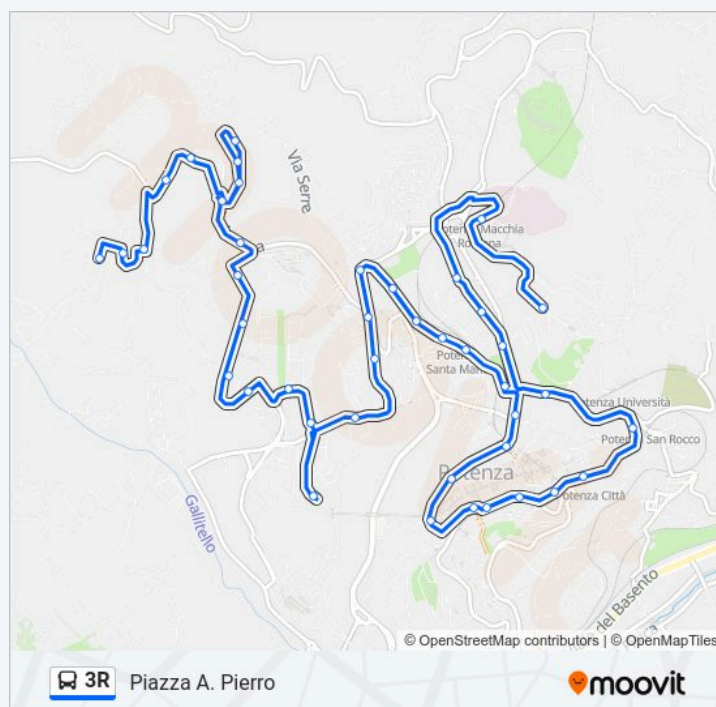 Via Serre
a
Potenza Macchia
Romana
Potenza
Santa Mar
Potenza Università
Potenza San Rocco
Potenza
Potenza Città
Gallitello
del Basento
© OpenStreetMap contributors | © OpenMapTiles
3R Piazza A. Pierro
moovit